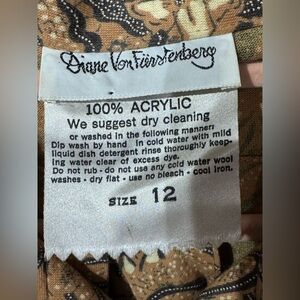 Diane Von Fürstenberg
100% ACRYLIC
We suggest dry cleaning
or washed in the following manner:
Dip wash by hand in cold water with mild
liquid dish detergent rinse thoroughly keep-
ing water clear of excess dye.
Do not rub - do not use any cold water wool
washes - dry flat - use no bleach - cool iron.
SIZE 12